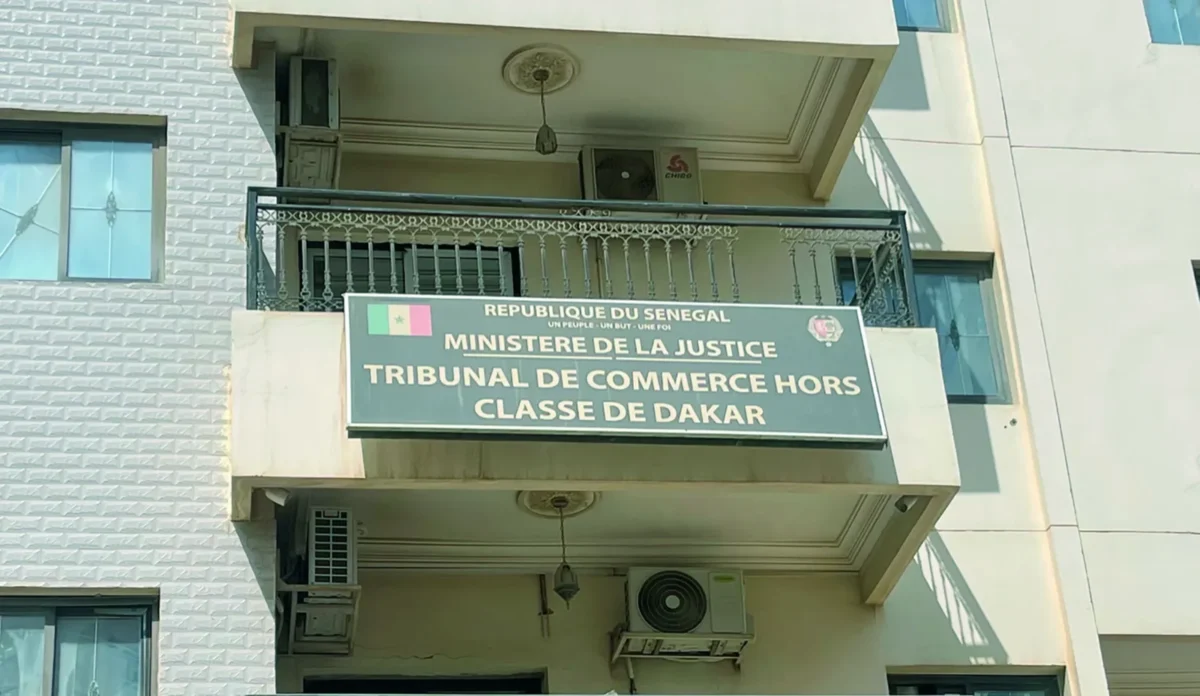 CHIGO
REPUBLIQUE DU SENEGAL
UN PEUPLE - UN BUT - UNE FOI
MINISTERE DE LA JUSTICE
TRIBUNAL DE COMMERCE HORS
CLASSE DE DAKAR